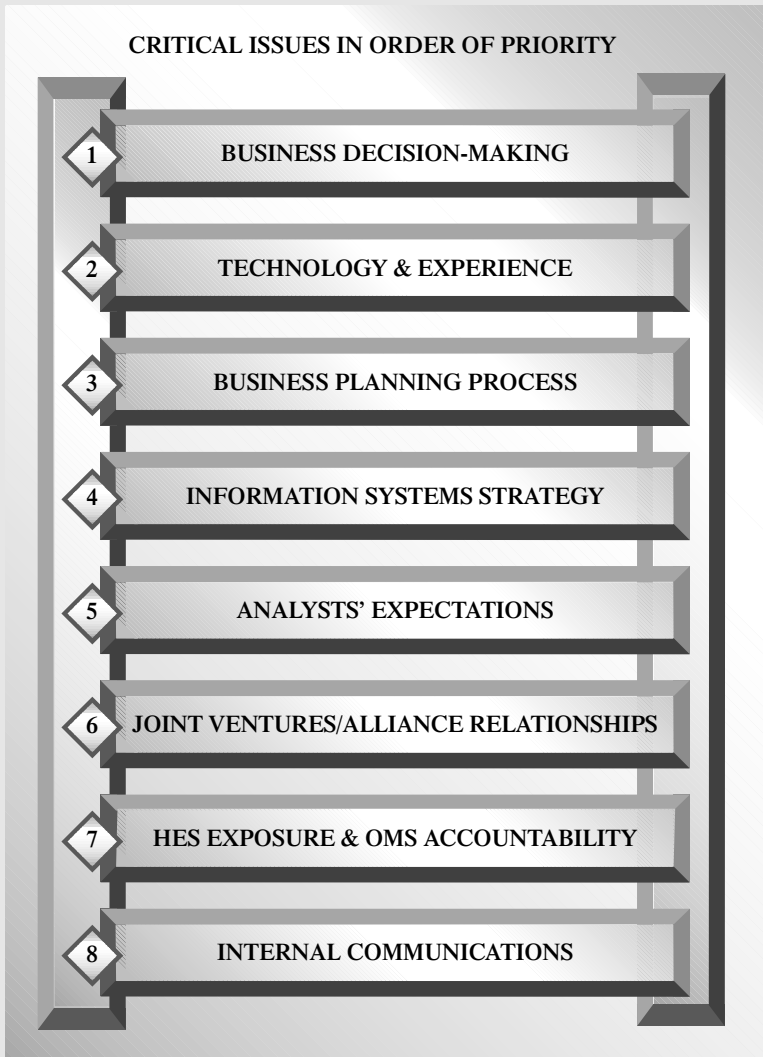 CRITICAL ISSUES IN ORDER OF PRIORITY
1 BUSINESS DECISION-MAKING
2 TECHNOLOGY & EXPERIENCE
3 BUSINESS PLANNING PROCESS
4 INFORMATION SYSTEMS STRATEGY
5 ANALYSTS’ EXPECTATIONS
6 JOINT VENTURES/ALLIANCE RELATIONSHIPS
7 HES EXPOSURE & OMS ACCOUNTABILITY
8 INTERNAL COMMUNICATIONS